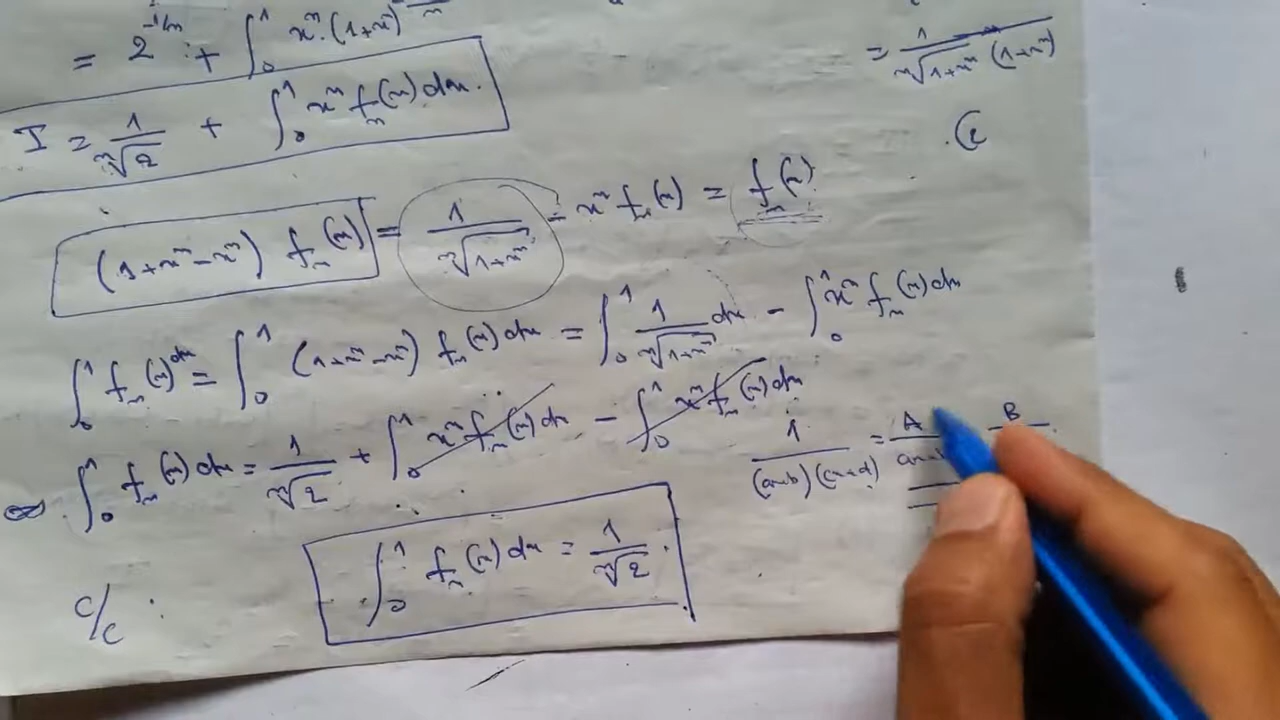 = 2^{-1/n} + ∫₀¹ xⁿ·(1+xⁿ)
= 1/(ⁿ√(1+xⁿ) (1+xⁿ))
I = 1/ⁿ√2 + ∫₀¹ xⁿ fₙ(x) dx.
(1+xⁿ-xⁿ) fₙ(x) = 1/ⁿ√(1+xⁿ) - xⁿ fₙ(x) = fₙ(x)
∫₀¹ fₙ(x) dx = ∫₀¹ (1+xⁿ-xⁿ) fₙ(x) dx = ∫₀¹ 1/ⁿ√(1+xⁿ) dx - ∫₀¹ xⁿ fₙ(x) dx
∫₀¹ fₙ(x) dx = 1/ⁿ√2 + ∫₀¹ xⁿ fₙ(x) dx - ∫₀¹ xⁿ fₙ(x) dx
1/((ax+b)(cx+d)) = A/ B/
∫₀¹ fₙ(x) dx = 1/ⁿ√2.
C/C :